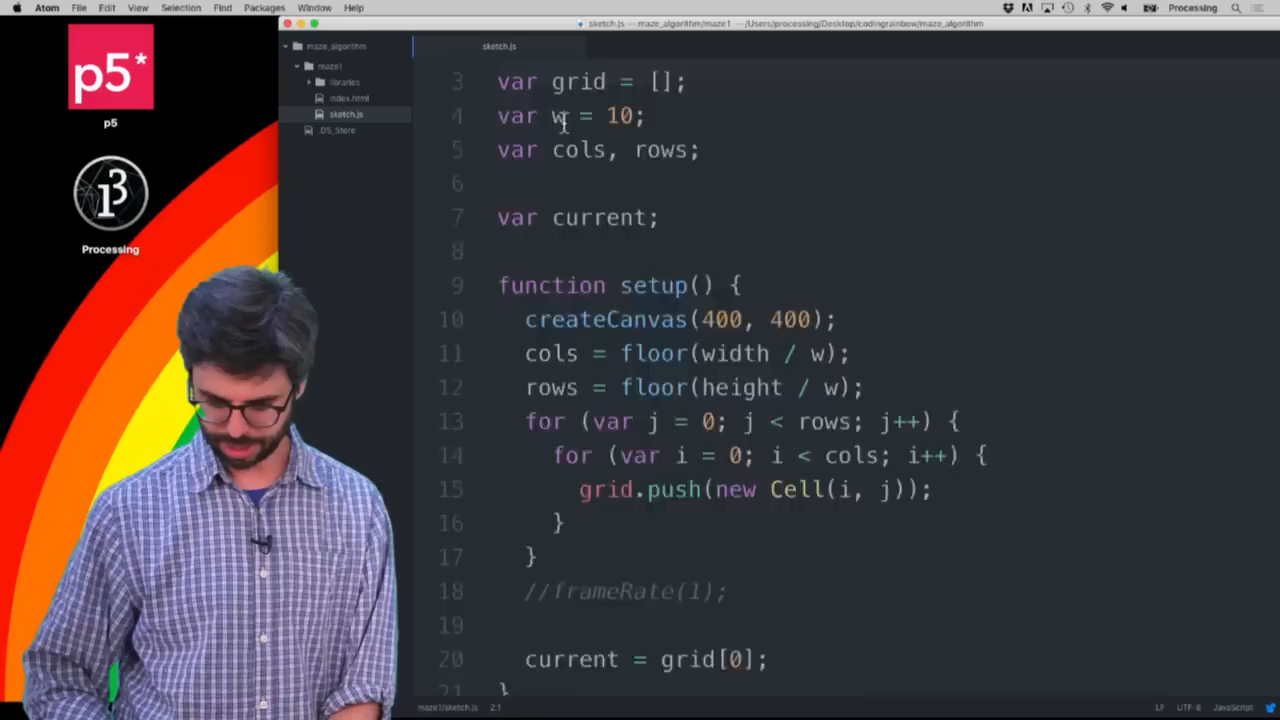 Atom File Edit View Selection Find Packages Window Help Processing
sketch.js — maze_algorithm/maze1 — /Users/processing/Desktop/codingrainbow/maze_algorithm
maze_algorithm
maze1
libraries
index.html
sketch.js
.DS_Store
sketch.js
p5*
p5
Processing
3 var grid = [];
4 var w = 10;
5 var cols, rows;
6
7 var current;
8
9 function setup() {
10 createCanvas(400, 400);
11 cols = floor(width / w);
12 rows = floor(height / w);
13 for (var j = 0; j < rows; j++) {
14 for (var i = 0; i < cols; i++) {
15 grid.push(new Cell(i, j));
16 }
17 }
18 //frameRate(1);
19
20 current = grid[0];
21 }
maze1/sketch.js 2:1 LF UTF-8 JavaScript